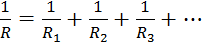 1/R = 1/R₁ + 1/R₂ + 1/R₃ + ⋯